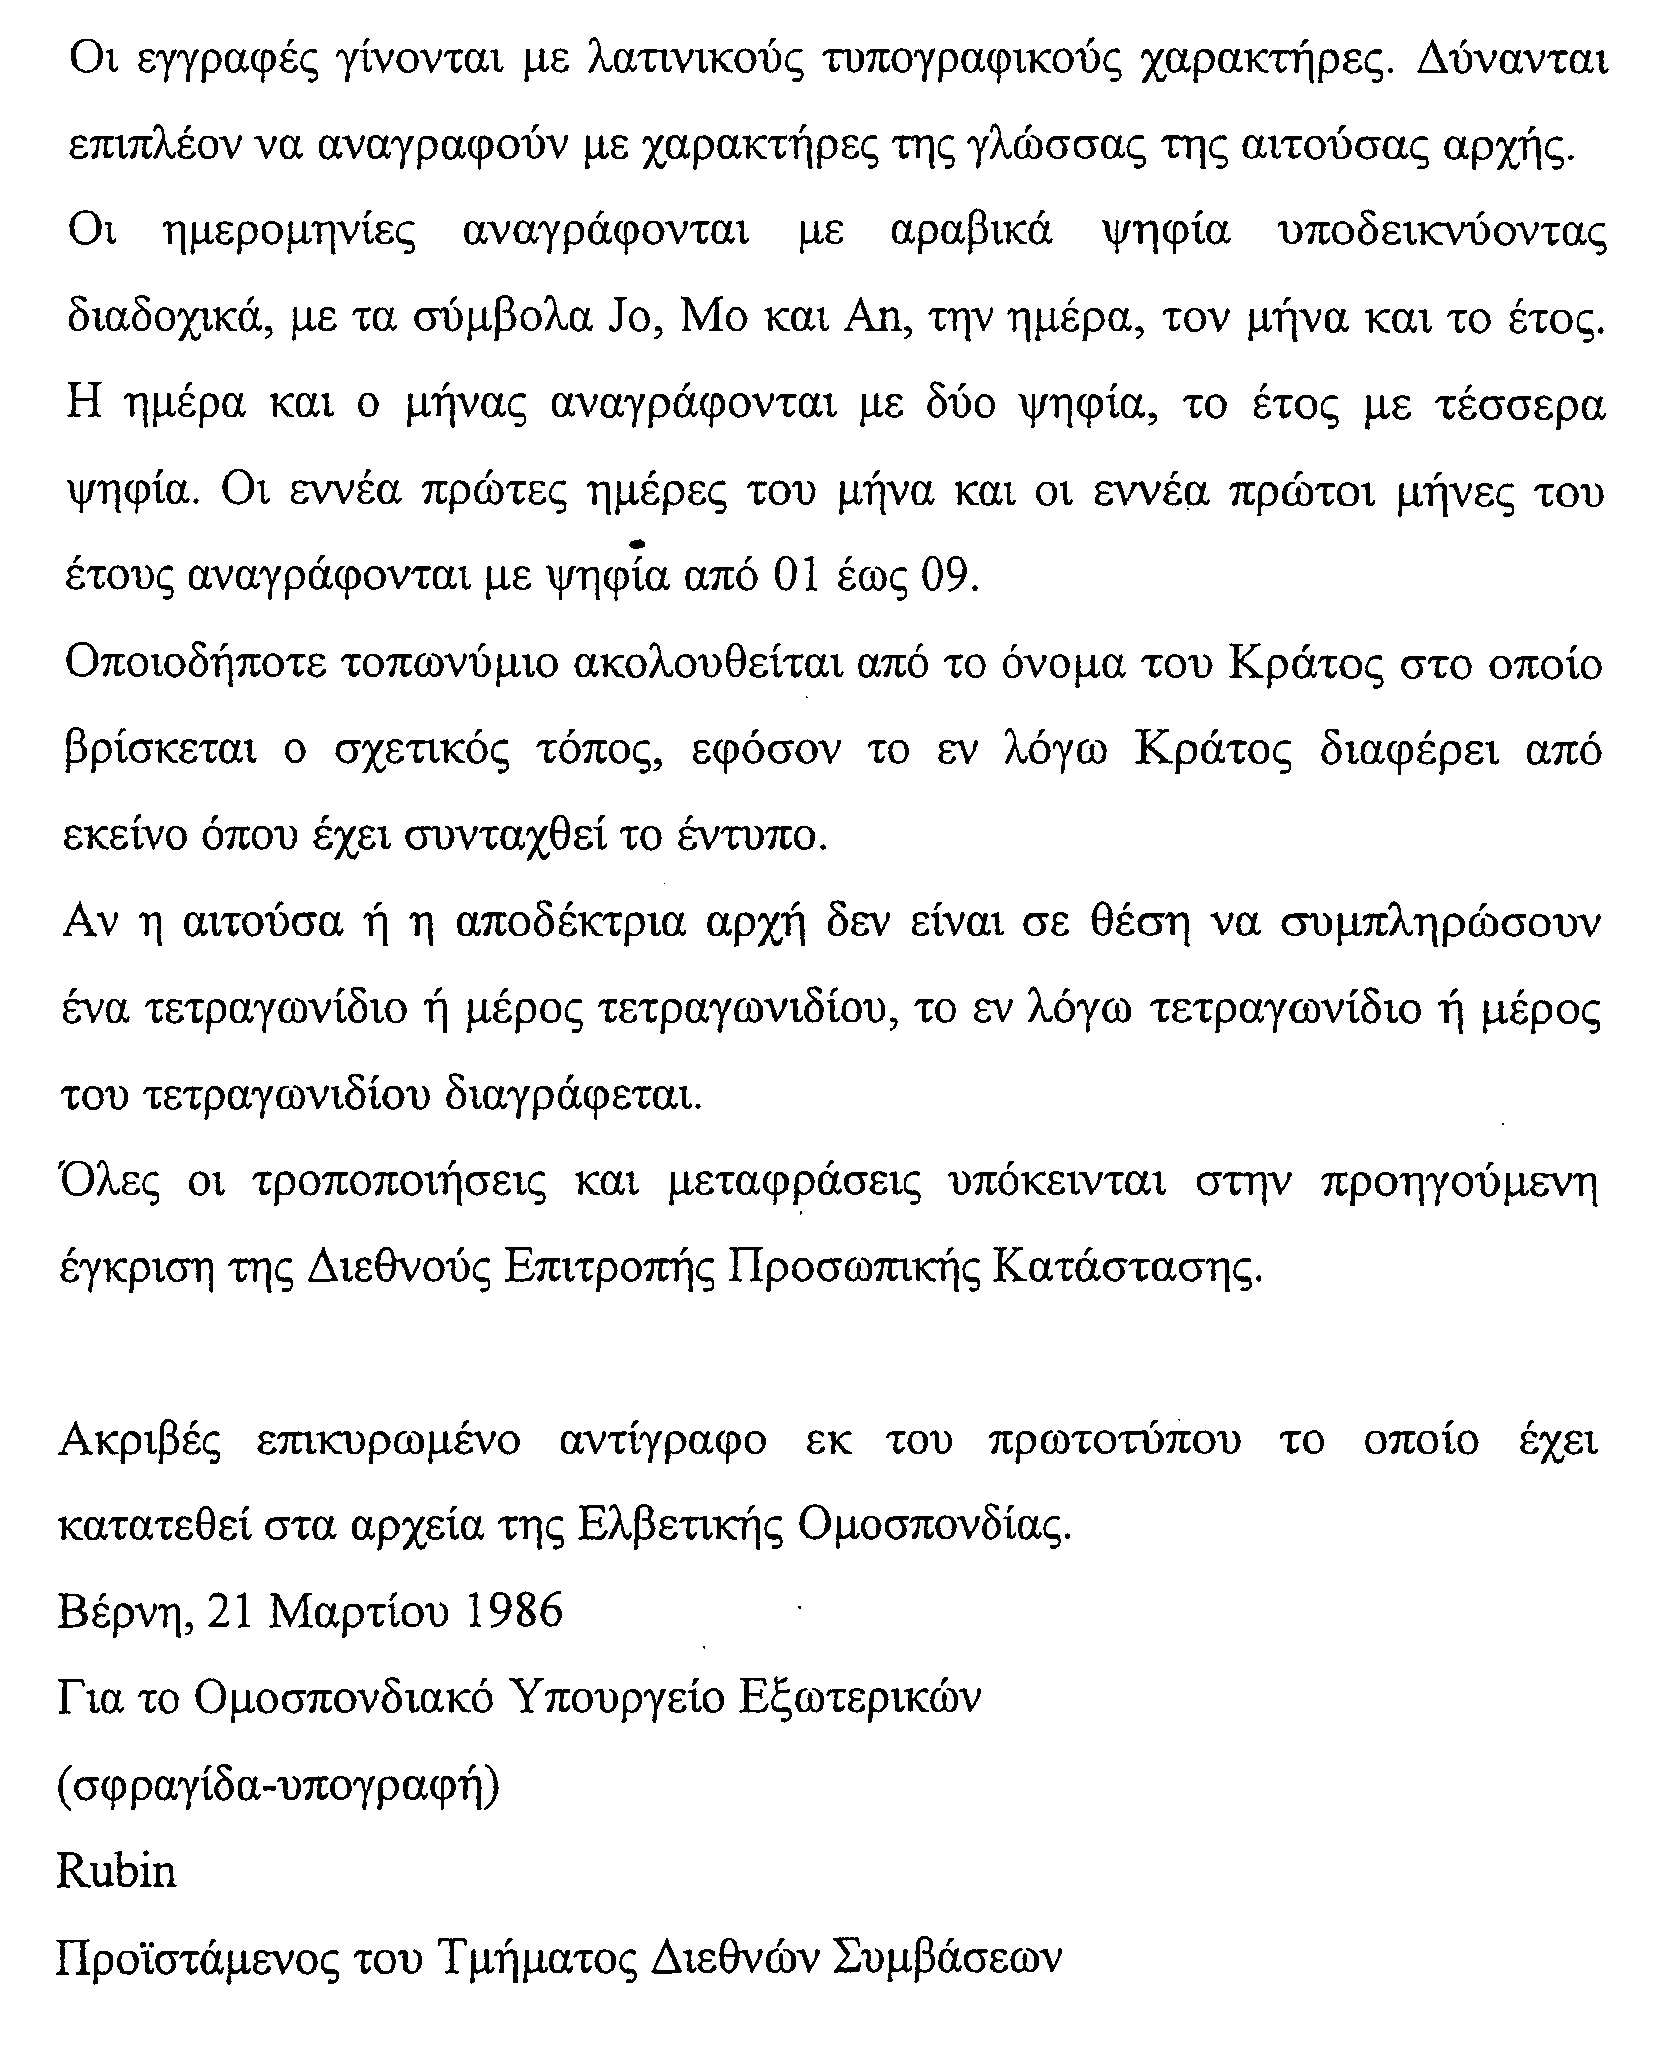 Οι εγγραφές γίνονται με λατινικούς τυπογραφικούς χαρακτήρες. Δύνανται
επιπλέον να αναγραφούν με χαρακτήρες της γλώσσας της αιτούσας αρχής.
Οι ημερομηνίες αναγράφονται με αραβικά ψηφία υποδεικνύοντας
διαδοχικά, με τα σύμβολα Jo, Mo και An, την ημέρα, τον μήνα και το έτος.
Η ημέρα και ο μήνας αναγράφονται με δύο ψηφία, το έτος με τέσσερα
ψηφία. Οι εννέα πρώτες ημέρες του μήνα και οι εννέα πρώτοι μήνες του
έτους αναγράφονται με ψηφία από 01 έως 09.
Οποιοδήποτε τοπωνύμιο ακολουθείται από το όνομα του Κράτος στο οποίο
βρίσκεται ο σχετικός τόπος, εφόσον το εν λόγω Κράτος διαφέρει από
εκείνο όπου έχει συνταχθεί το έντυπο.
Αν η αιτούσα ή η αποδέκτρια αρχή δεν είναι σε θέση να συμπληρώσουν
ένα τετραγωνίδιο ή μέρος τετραγωνιδίου, το εν λόγω τετραγωνίδιο ή μέρος
του τετραγωνιδίου διαγράφεται.
Όλες οι τροποποιήσεις και μεταφράσεις υπόκεινται στην προηγούμενη
έγκριση της Διεθνούς Επιτροπής Προσωπικής Κατάστασης.
Ακριβές επικυρωμένο αντίγραφο εκ του πρωτοτύπου το οποίο έχει
κατατεθεί στα αρχεία της Ελβετικής Ομοσπονδίας.
Βέρνη, 21 Μαρτίου 1986
Για το Ομοσπονδιακό Υπουργείο Εξωτερικών
(σφραγίδα-υπογραφή)
Rubin
Προϊστάμενος του Τμήματος Διεθνών Συμβάσεων